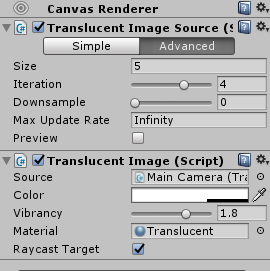 Canvas Renderer
Translucent Image Source (S
Simple Advanced
Size 5
Iteration 4
Downsample 0
Max Update Rate Infinity
Preview
Translucent Image (Script)
Source Main Camera (Tra
Color
Vibrancy 1.8
Material Translucent
Raycast Target